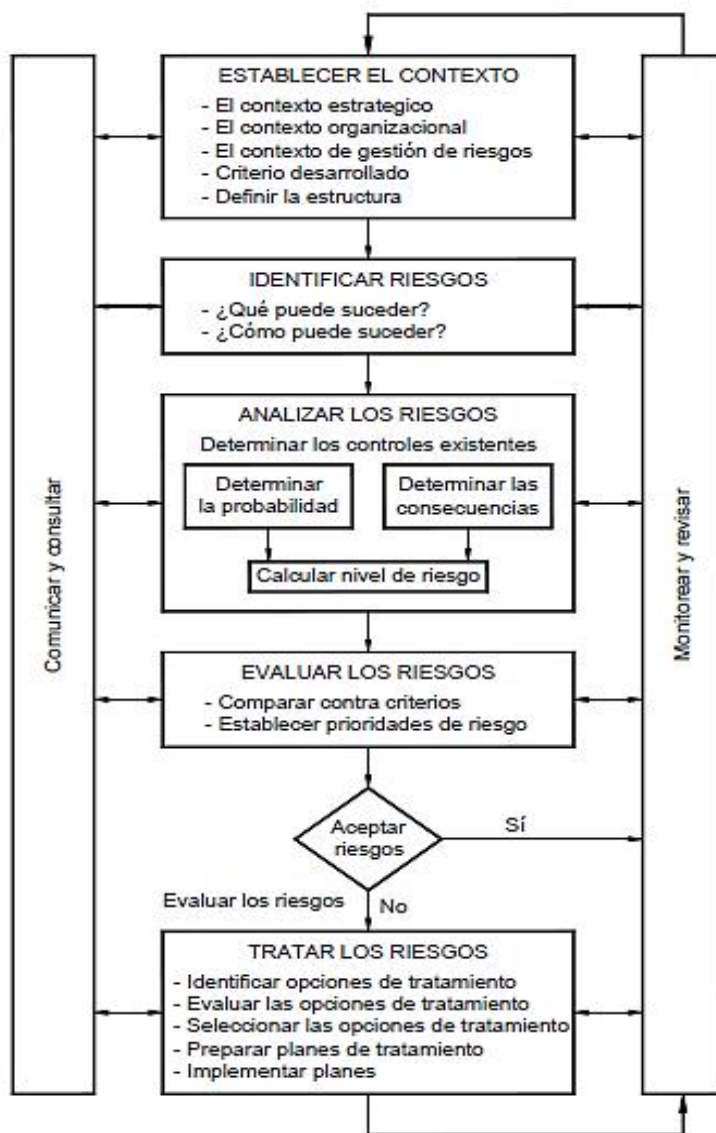 ESTABLECER EL CONTEXTO
- El contexto estrategico
- El contexto organizacional
- El contexto de gestión de riesgos
- Criterio desarrollado
- Definir la estructura
IDENTIFICAR RIESGOS
- ¿Qué puede suceder?
- ¿Cómo puede suceder?
ANALIZAR LOS RIESGOS
Determinar los controles existentes
Determinar
la probabilidad
Determinar las
consecuencias
Calcular nivel de riesgo
EVALUAR LOS RIESGOS
- Comparar contra criterios
- Establecer prioridades de riesgo
Aceptar
riesgos
Sí
Evaluar los riesgos
No
TRATAR LOS RIESGOS
- Identificar opciones de tratamiento
- Evaluar las opciones de tratamiento
- Seleccionar las opciones de tratamiento
- Preparar planes de tratamiento
- Implementar planes
Comunicar y consultar
Monitorear y revisar